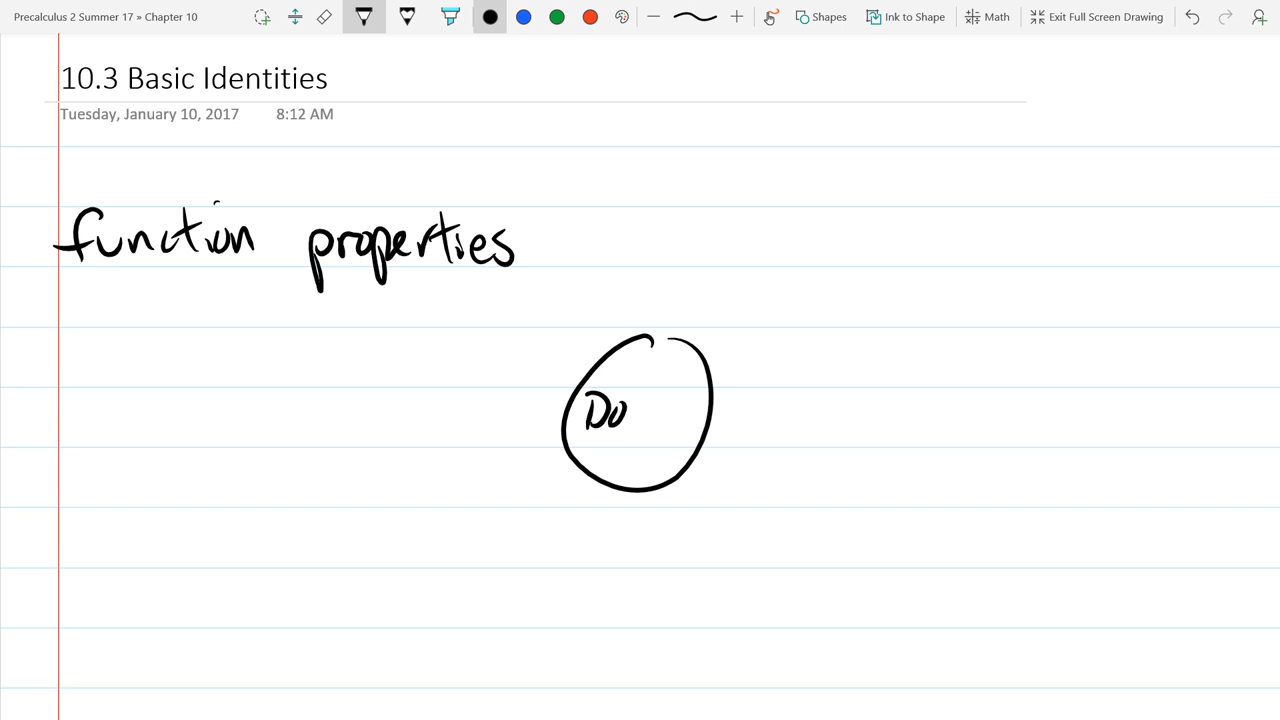 Precalculus 2 Summer 17 » Chapter 10 Shapes Ink to Shape Math Exit Full Screen Drawing
10.3 Basic Identities
Tuesday, January 10, 2017 8:12 AM
function properties
Do